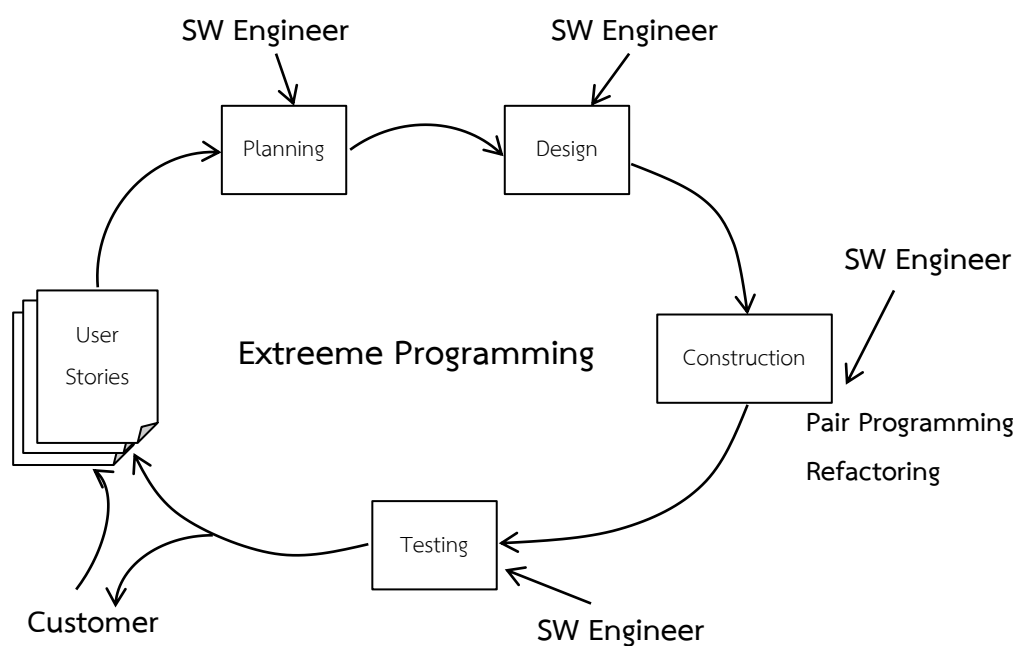 SW Engineer
SW Engineer
Planning
Design
SW Engineer
User
Stories
Extreeme Programming
Construction
Pair Programming
Refactoring
Testing
Customer
SW Engineer